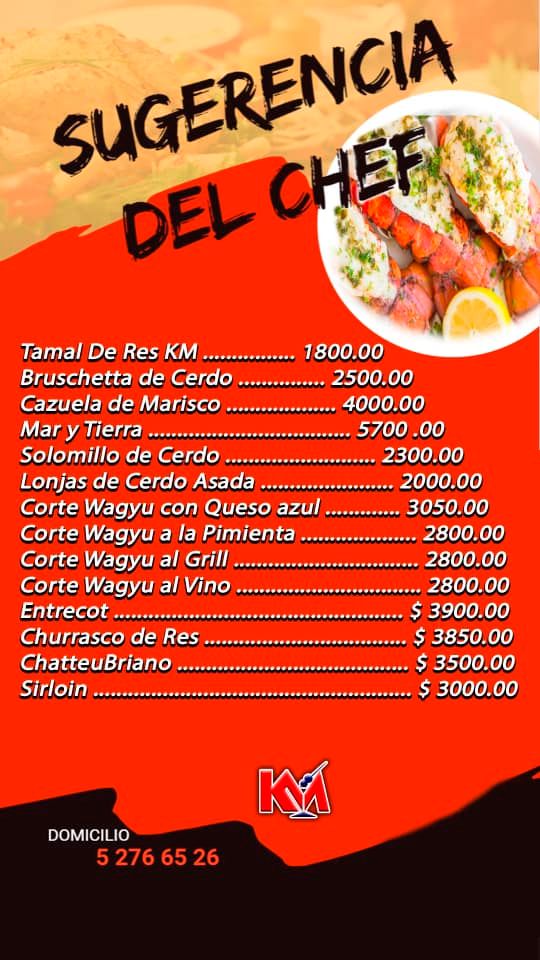 SUGERENCIA
DEL CHEF
Tamal De Res KM ................ 1800.00
Bruschetta de Cerdo ............... 2500.00
Cazuela de Marisco ................... 4000.00
Mar y Tierra ................................... 5700 .00
Solomillo de Cerdo .......................... 2300.00
Lonjas de Cerdo Asada ....................... 2000.00
Corte Wagyu con Queso azul ............. 3050.00
Corte Wagyu a la Pimienta .................... 2800.00
Corte Wagyu al Grill ................................ 2800.00
Corte Wagyu al Vino ................................ 2800.00
Entrecot .................................................. $ 3900.00
Churrasco de Res ................................... $ 3850.00
ChatteuBriano ........................................ $ 3500.00
Sirloin ....................................................... $ 3000.00
KM
DOMICILIO
5 276 65 26